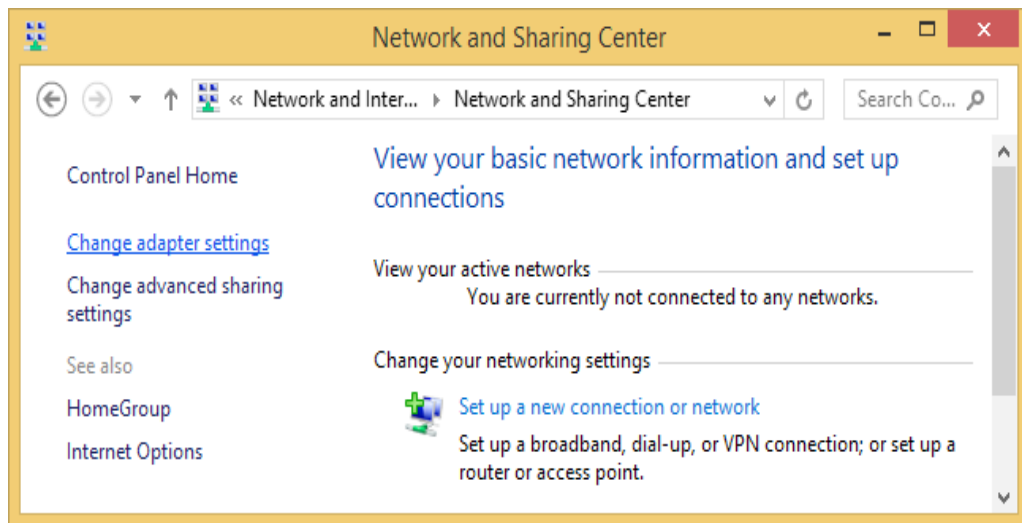 Network and Sharing Center
« Network and Inter... Network and Sharing Center
Search Co...
Control Panel Home
Change adapter settings
Change advanced sharing
settings
See also
HomeGroup
Internet Options
View your basic network information and set up
connections
View your active networks
You are currently not connected to any networks.
Change your networking settings
Set up a new connection or network
Set up a broadband, dial-up, or VPN connection; or set up a
router or access point.